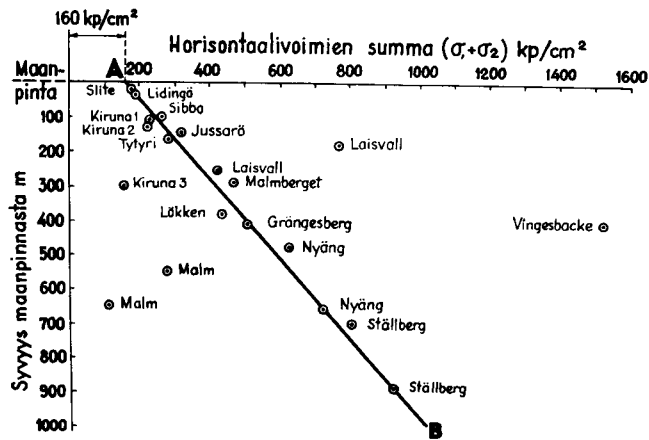 160 kp/cm²
Horisontaalivoimien summa (σ₁+σ₂) kp/cm²
Maanpinta
A
200 400 600 800 1000 1200 1400 1600
Slite
Lidingö
Sibbo
Kiruna 1
Kiruna 2
Jussarö
Tytyri
Laisvall
Laisvall
Malmberget
Kiruna 3
Lökken
Grängesberg
Vingesbacke
Nyäng
Malm
Malm
Nyäng
Ställberg
Ställberg
B
Syvyys maanpinnasta m
100
200
300
400
500
600
700
800
900
1000